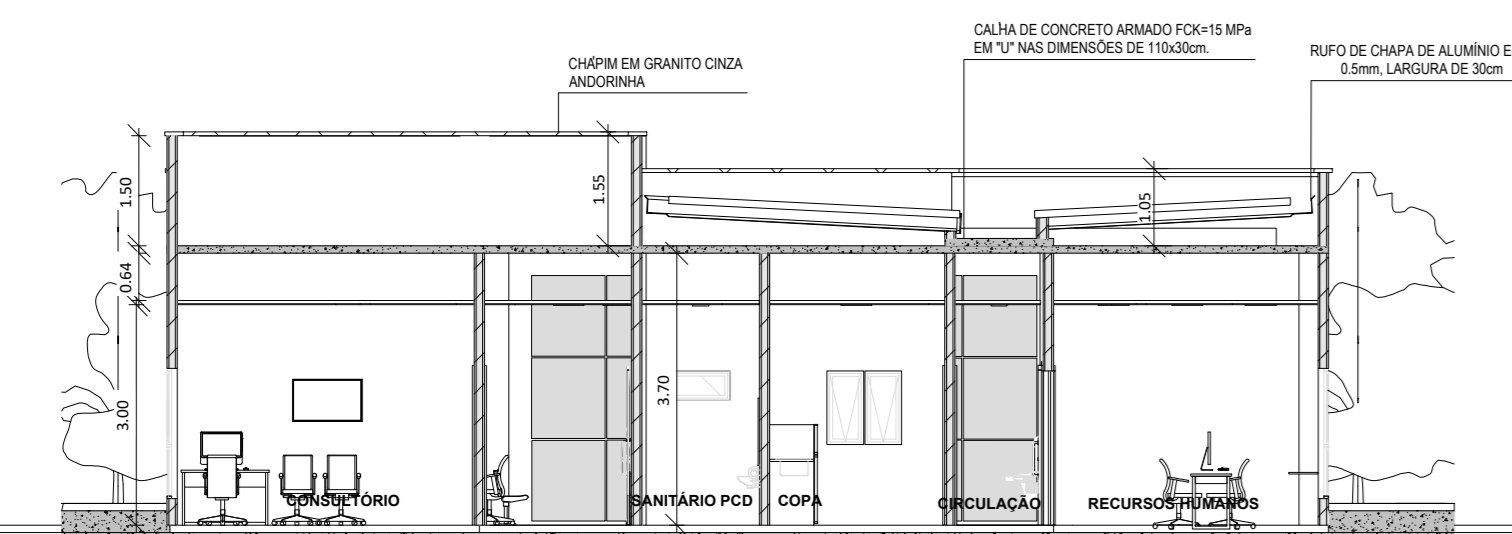 CALHA DE CONCRETO ARMADO FCK=15 MPa
EM "U" NAS DIMENSÕES DE 110x30cm.
RUFO DE CHAPA DE ALUMÍNIO E
0.5mm, LARGURA DE 30cm
CHAPIM EM GRANITO CINZA
ANDORINHA
1.50
1.55
1.05
0.64
3.00
3.70
CONSULTÓRIO
SANITÁRIO PCD
COPA
CIRCULAÇÃO
RECURSOS HUMANOS